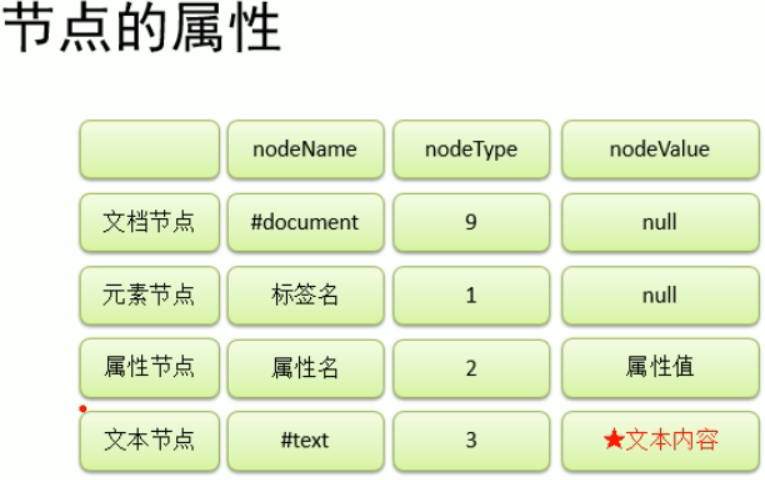 节点的属性
nodeName nodeType nodeValue
文档节点 #document 9 null
元素节点 标签名 1 null
属性节点 属性名 2 属性值
文本节点 #text 3 ★文本内容